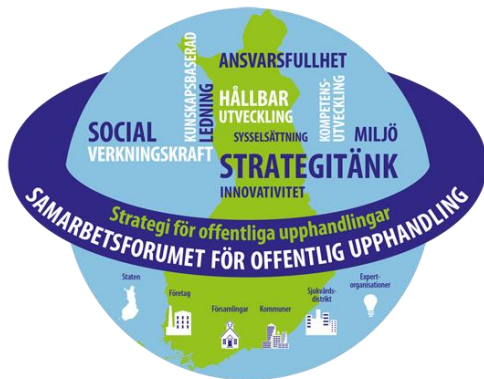 ANSVARSFULLHET
KUNSKAPSBASERAD
LEDNING
HÅLLBAR
UTVECKLING
KOMPETENS-
UTVECKLING
SOCIAL
VERKNINGSKRAFT
SYSSELSÄTTNING
MILJÖ
STRATEGITÄNK
INNOVATIVITET
Strategi för offentliga upphandlingar
SAMARBETSFORUMET FÖR OFFENTLIG UPPHANDLING
Staten
Företag
Församlingar
Kommuner
Sjukvårds-
distrikt
Expert-
organisationer